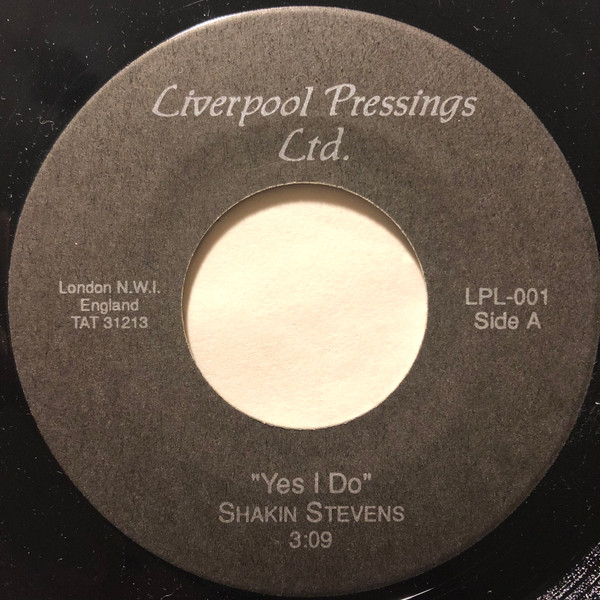 Liverpool Pressings
Ltd.
London N.W.I.
England
TAT 31213
LPL-001
Side A
"Yes I Do"
SHAKIN STEVENS
3:09